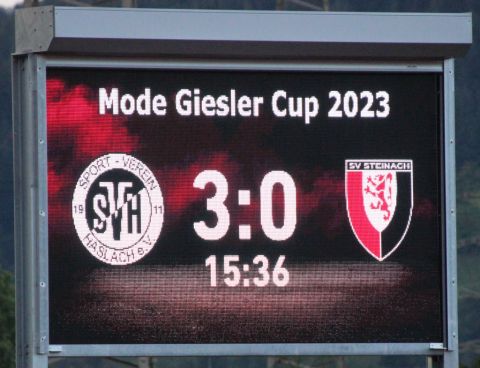 Mode Giesler Cup 2023
SPORT - VEREIN
19 SVH 11
HASLACH e.V.
3:0
SV STEINACH
15:36